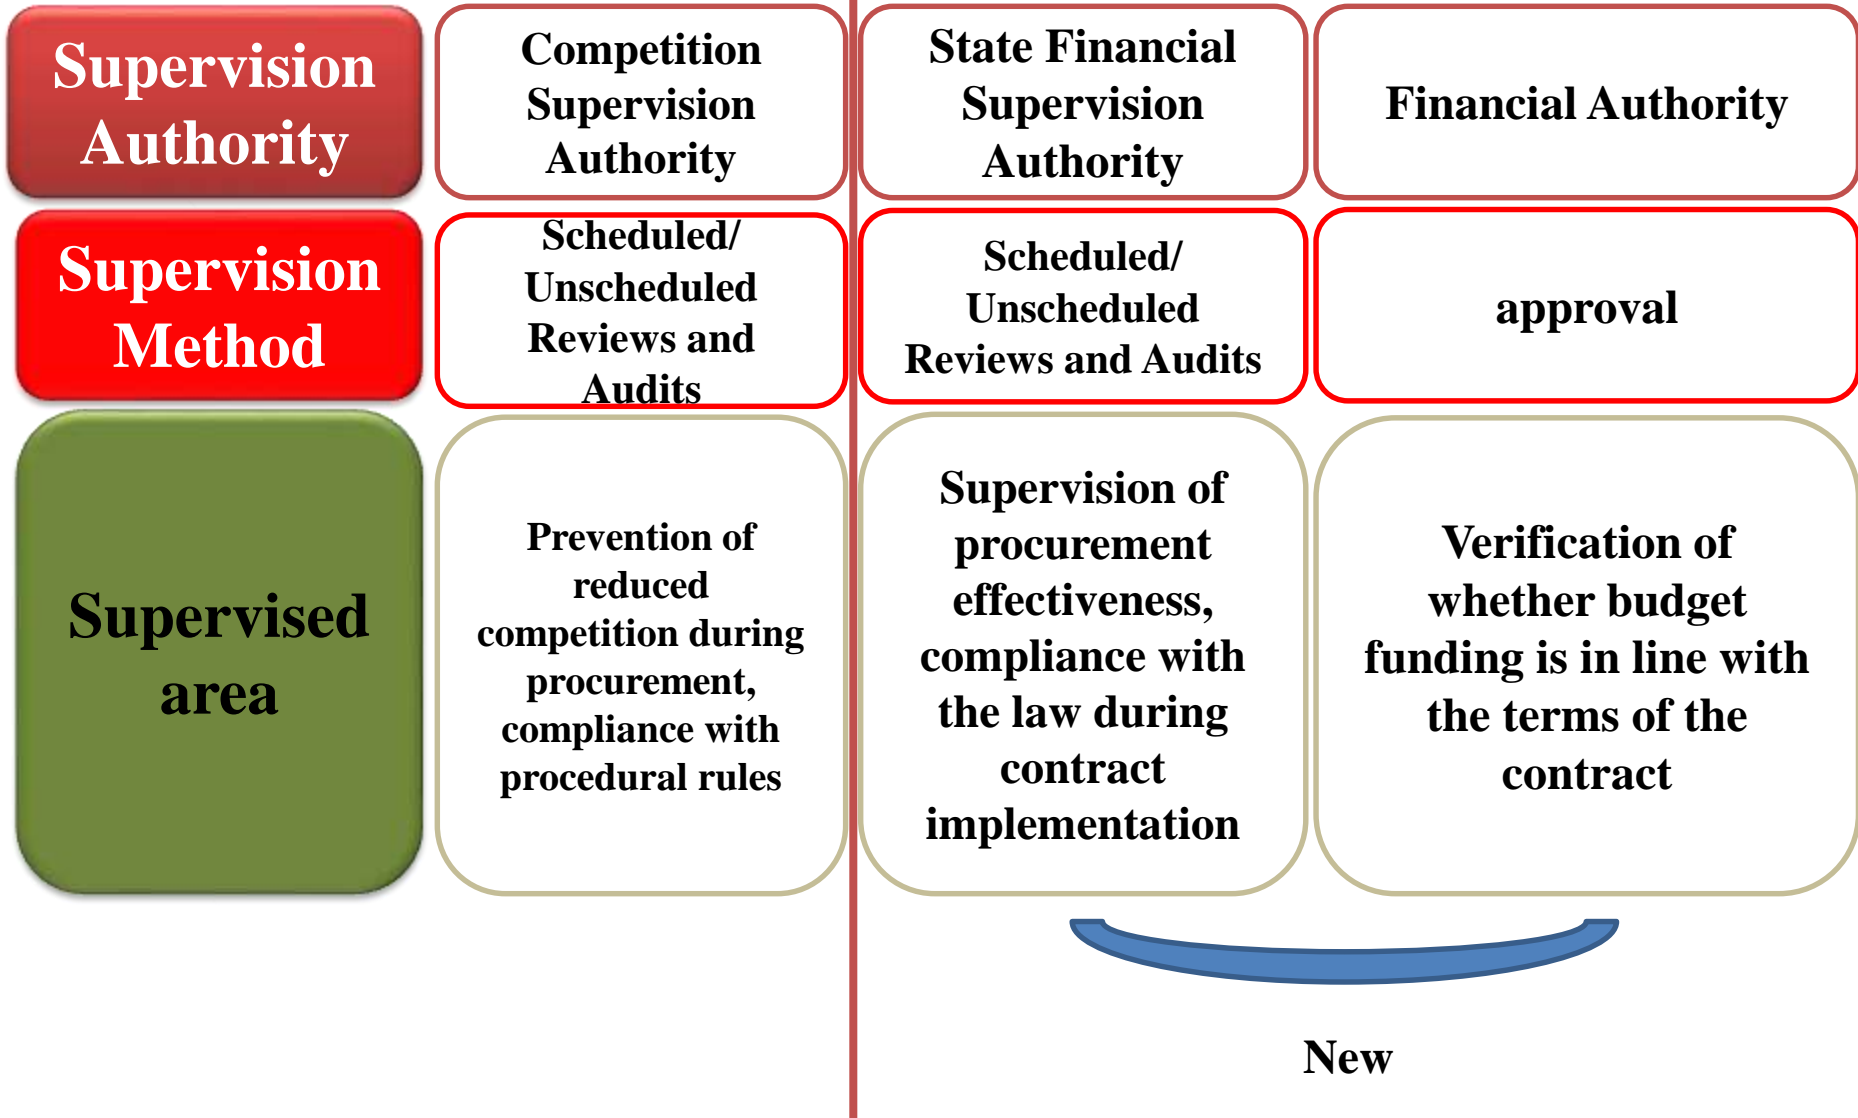 Supervision
Authority
Competition
Supervision
Authority
State Financial
Supervision
Authority
Financial Authority
Supervision
Method
Scheduled/
Unscheduled
Reviews and
Audits
Scheduled/
Unscheduled
Reviews and Audits
approval
Supervised
area
Prevention of
reduced
competition during
procurement,
compliance with
procedural rules
Supervision of
procurement
effectiveness,
compliance with
the law during
contract
implementation
Verification of
whether budget
funding is in line with
the terms of the
contract
New